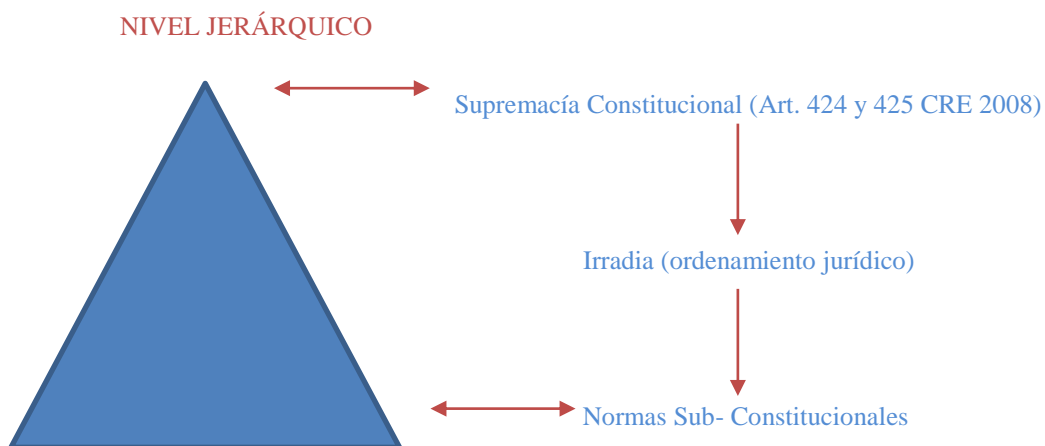 NIVEL JERÁRQUICO
Supremacía Constitucional (Art. 424 y 425 CRE 2008)
Irradia (ordenamiento jurídico)
Normas Sub- Constitucionales